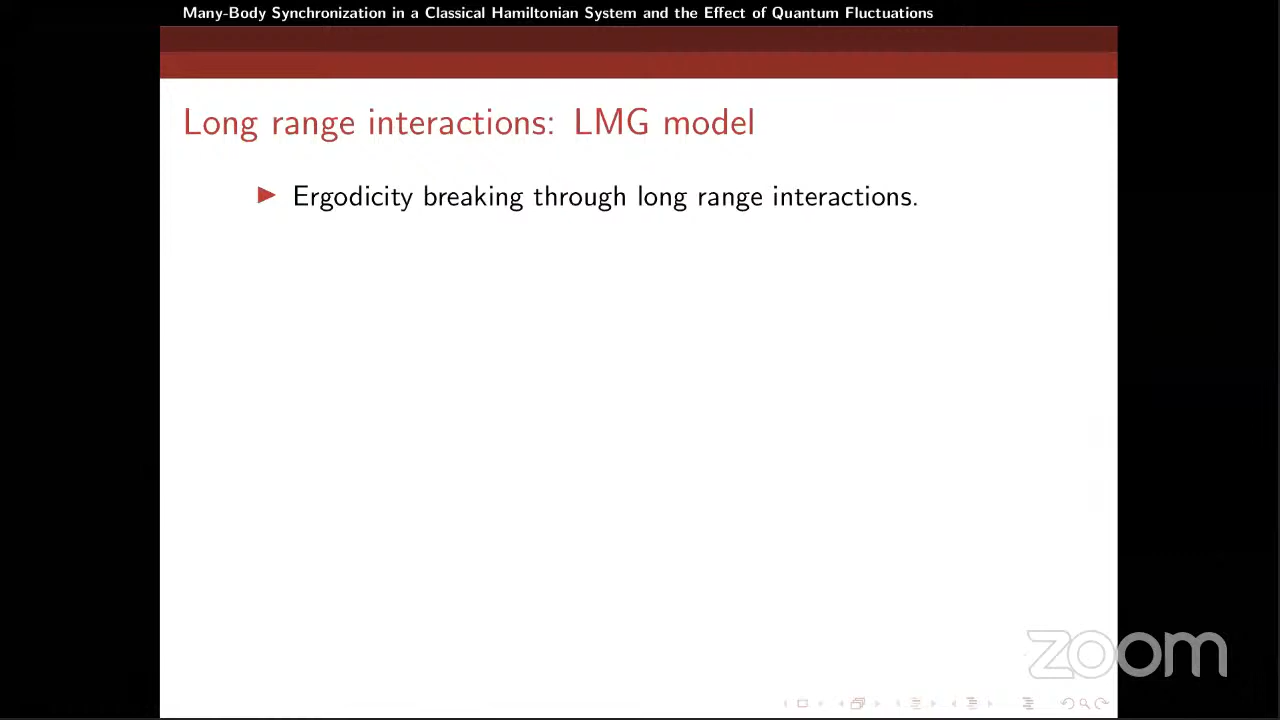 Many-Body Synchronization in a Classical Hamiltonian System and the Effect of Quantum Fluctuations
Long range interactions: LMG model
Ergodicity breaking through long range interactions.
zoom